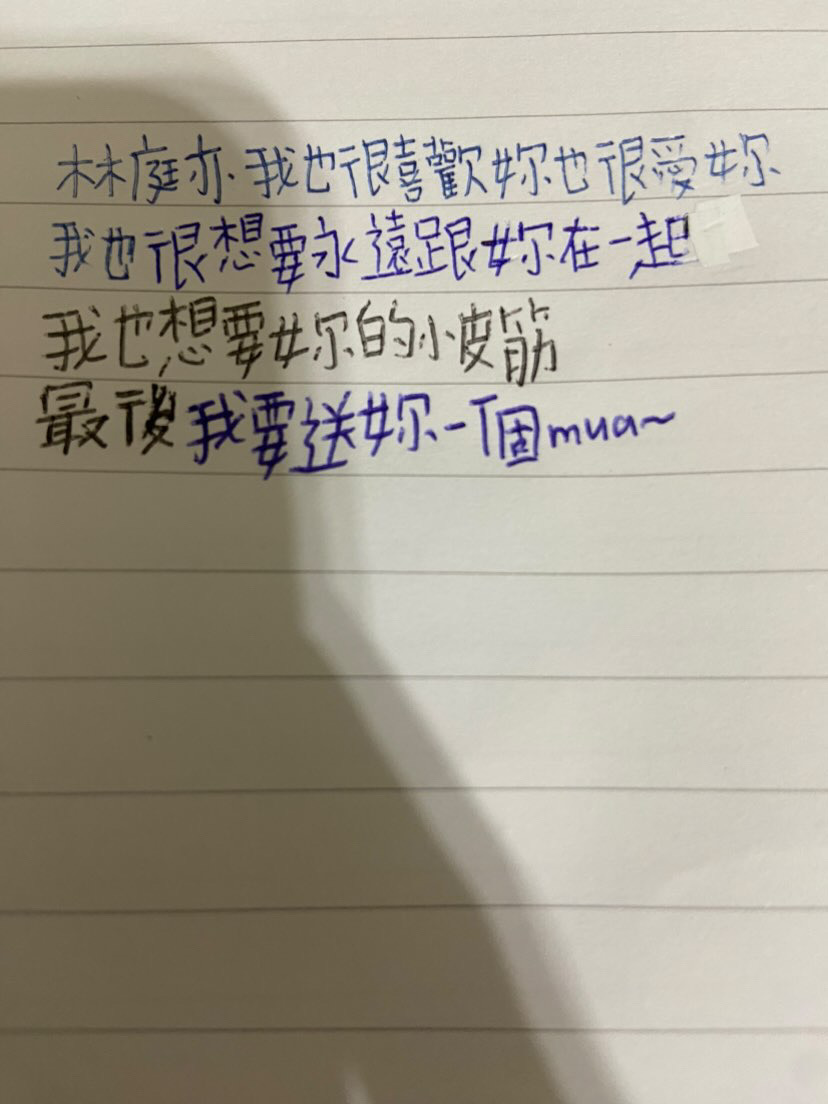 林庭亦我也很喜歡妳也很愛妳
我也很想要永遠跟妳在一起
我也想要妳的小皮筋
最後我要送妳一個mua~